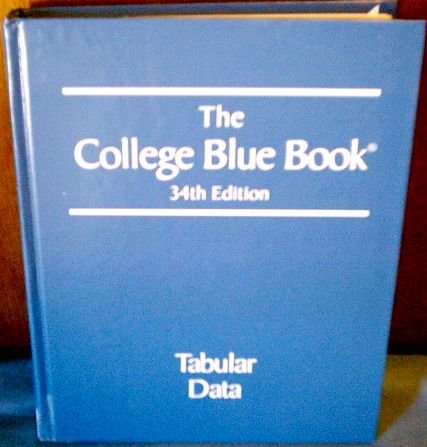 The
College Blue Book®
34th Edition
Tabular
Data